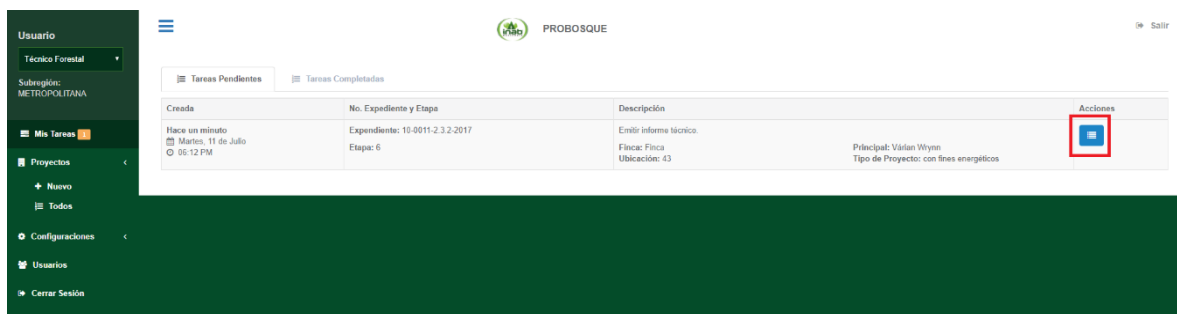 Usuario
Técnico Forestal
Subregión:
METROPOLITANA
Mis Tareas 1
Proyectos
Nuevo
Todos
Configuraciones
Usuarios
Cerrar Sesión
inab
PROBOSQUE
Salir
Tareas Pendientes
Tareas Completadas
Creada
No. Expediente y Etapa
Descripción
Acciones
Hace un minuto
Martes, 11 de Julio
06:12 PM
Expendiente: 10-0011-2.3.2-2017
Etapa: 6
Emitir informe técnico.
Finca: Finca
Ubicación: 43
Principal: Várian Wrynn
Tipo de Proyecto: con fines energéticos